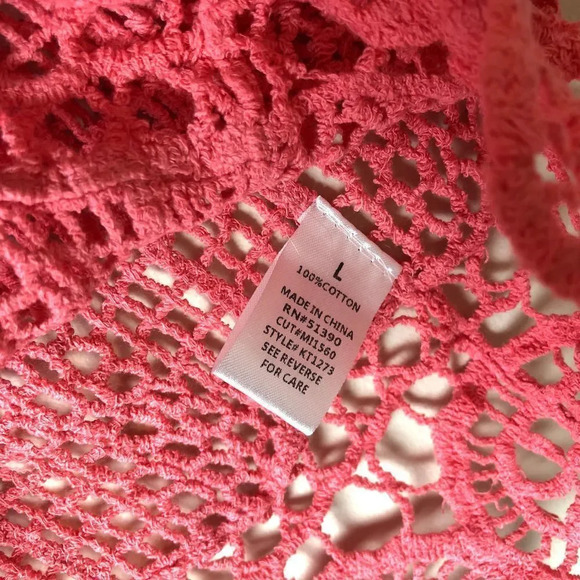 L
100%COTTON
MADE IN CHINA
RN#51390
CUT#MI1560
STYLE# KT1273
SEE REVERSE
FOR CARE